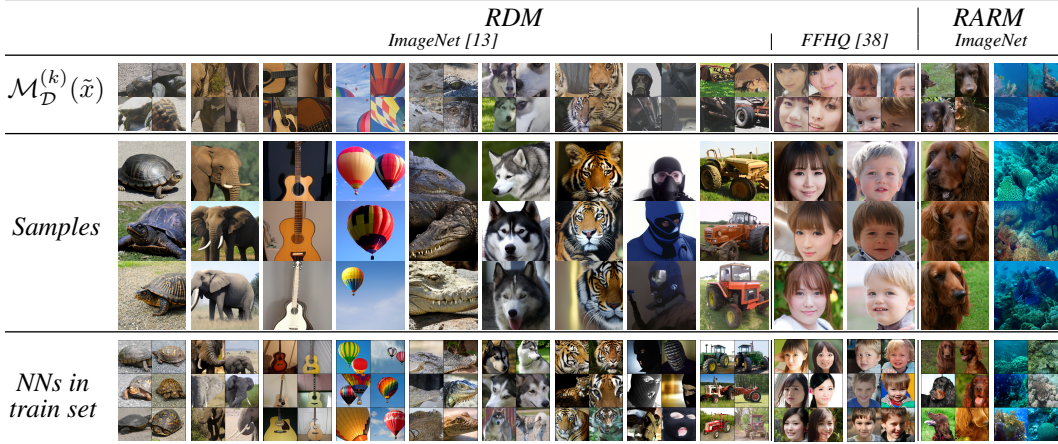 RDM RARM
ImageNet [13] FFHQ [38] ImageNet
$\mathcal{M}_{\mathcal{D}}^{(k)}(\tilde{x})$
Samples
NNs in
train set